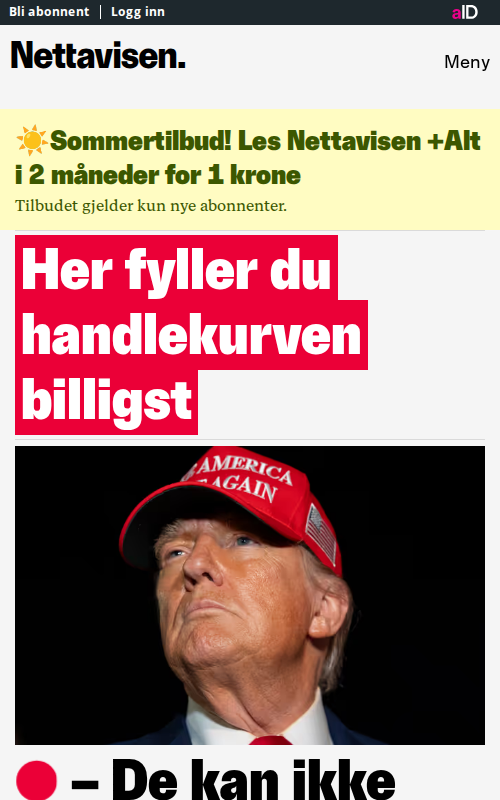 Bli abonnent | Logg inn
aID
Nettavisen.
Meny
☀️Sommertilbud! Les Nettavisen +Alt
i 2 måneder for 1 krone
Tilbudet gjelder kun nye abonnenter.
Her fyller du
handlekurven
billigst
AMERICA
AGAIN
– De kan ikke